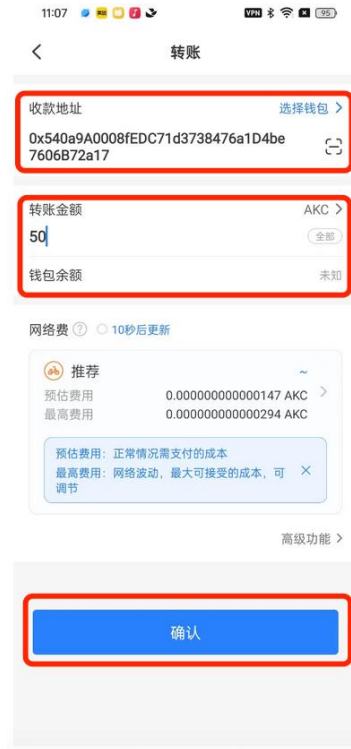 11:07
VPN
95
转账
收款地址
选择钱包
0x540a9A0008fEDC71d3738476a1D4be
7606B72a17
转账金额
AKC
50
全部
钱包余额
未知
网络费
10秒后更新
推荐
~
预估费用
0.000000000000147 AKC
最高费用
0.000000000000294 AKC
预估费用：正常情况需支付的成本
最高费用：网络波动，最大可接受的成本，可
调节
高级功能
确认